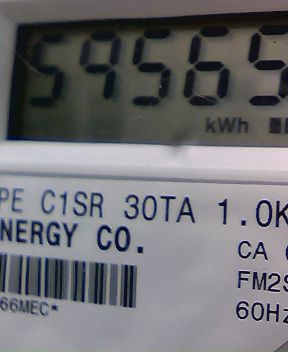 59565
kWh
PE C1SR 30TA 1.0K
NERGY CO.
CA
FM2S
66MEC*
60Hz